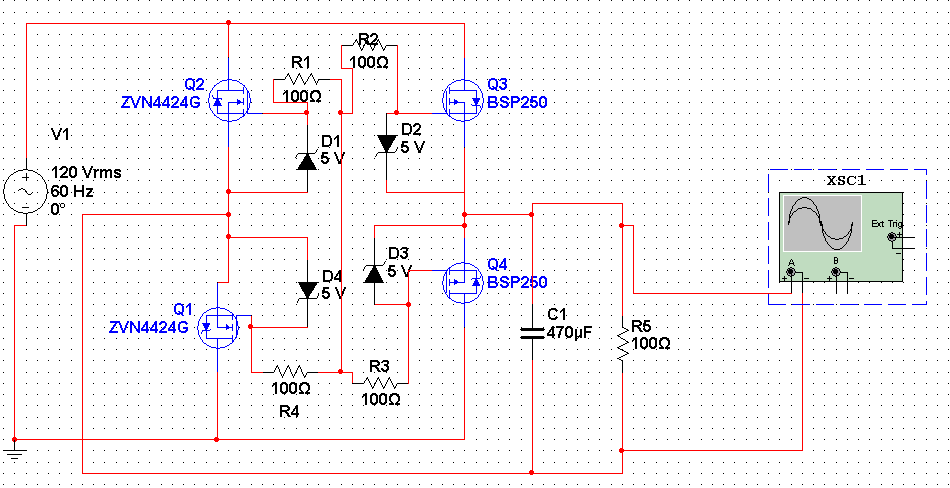 R2
100Ω
R1
100Ω
Q2
ZVN4424G
Q3
BSP250
V1
120 Vrms
60 Hz
0°
D1
5 V
D2
5 V
XSC1
Ext Trig
+
-
A
B
+
-
+
-
D3
5 V
D4
5 V
Q4
BSP250
Q1
ZVN4424G
C1
470µF
R5
100Ω
R3
100Ω
100Ω
R4